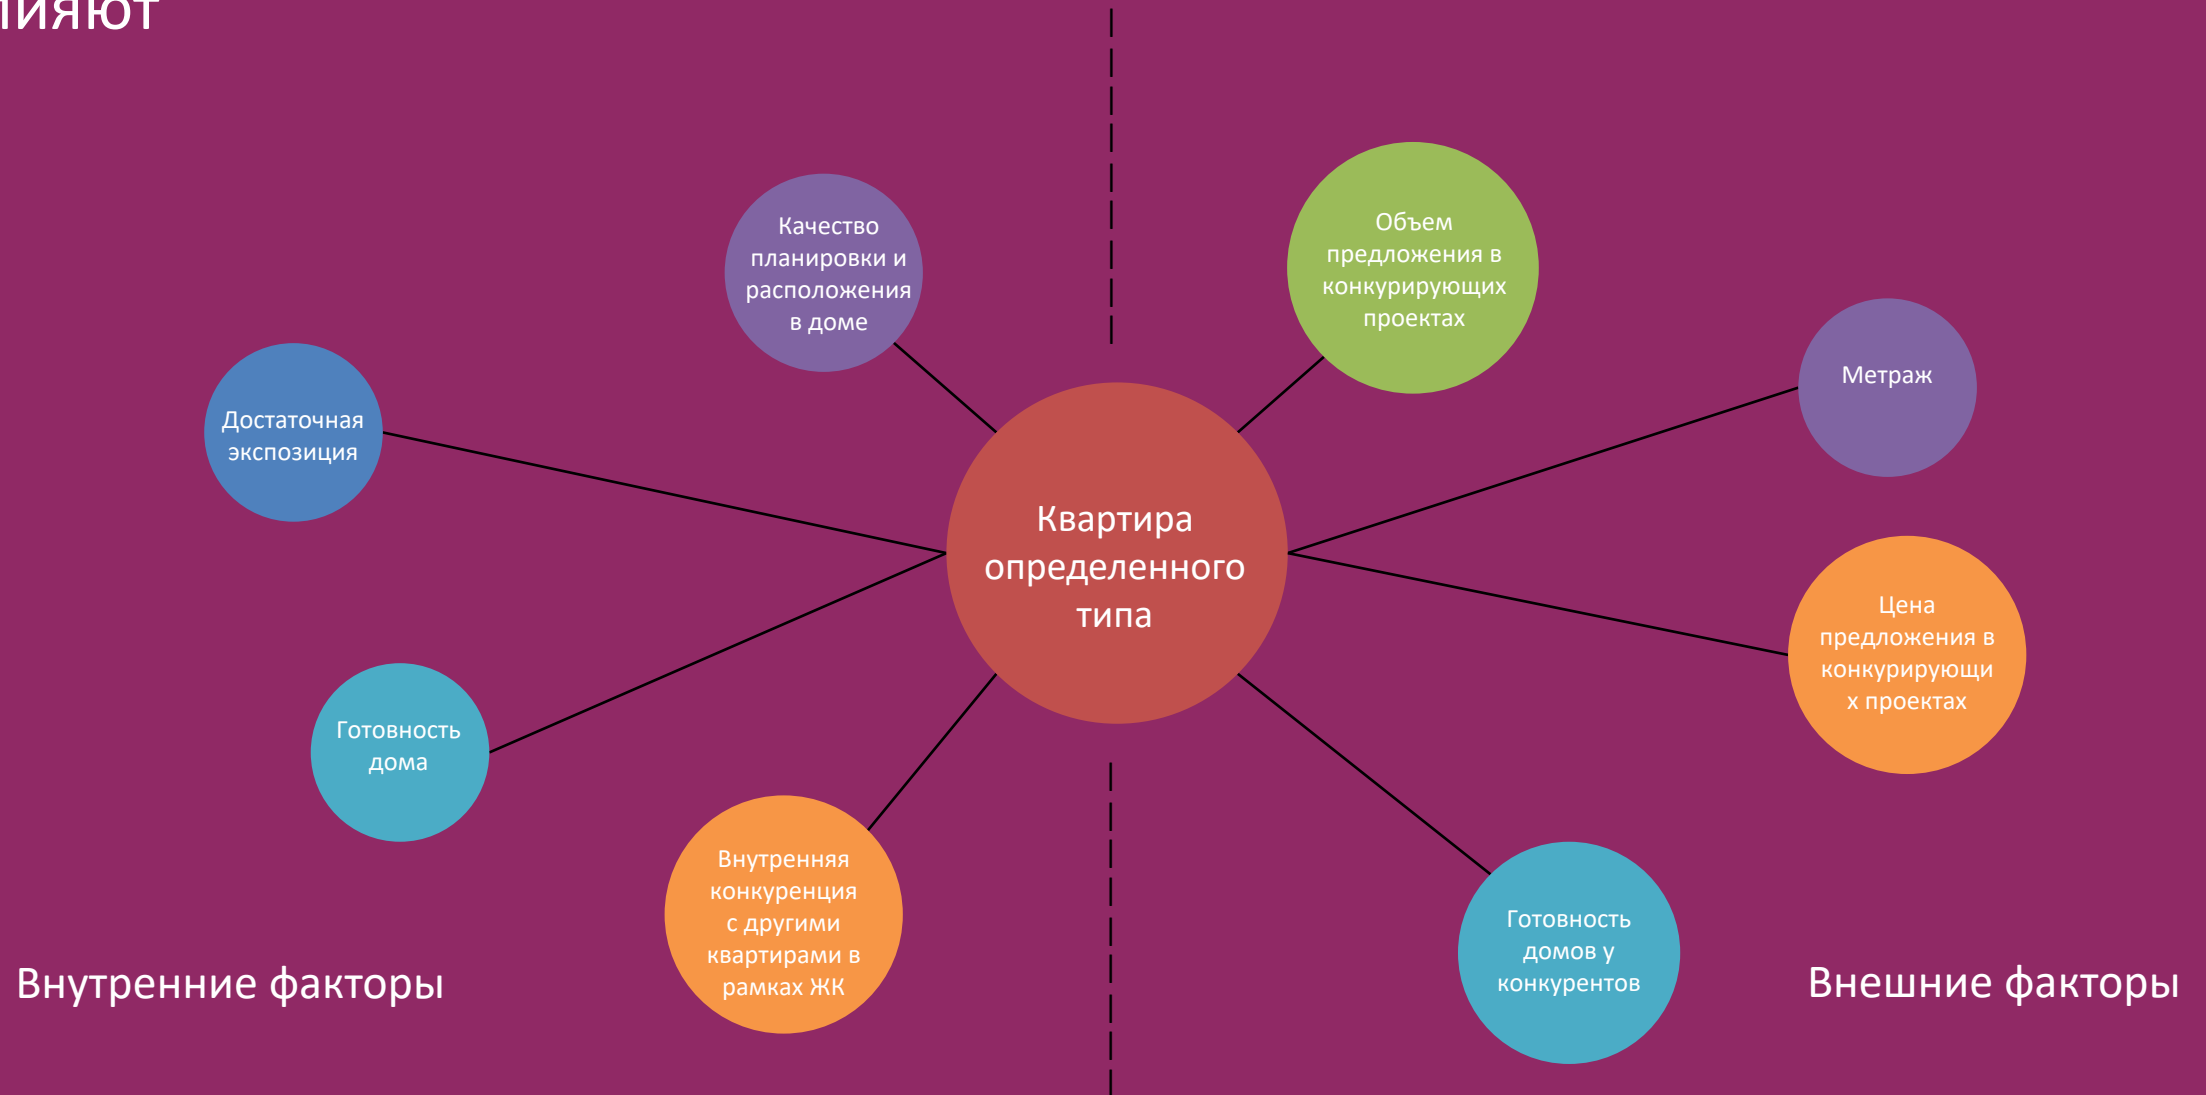 Качество
планировки и
расположения
в доме
Объем
предложения в
конкурирующих
проектах
Метраж
Достаточная
экспозиция
Квартира
определенного
типа
Цена
предложения в
конкурирующи
х проектах
Готовность
дома
Внутренняя
конкуренция
с другими
квартирами в
рамках ЖК
Готовность
домов у
конкурентов
Внутренние факторы
Внешние факторы